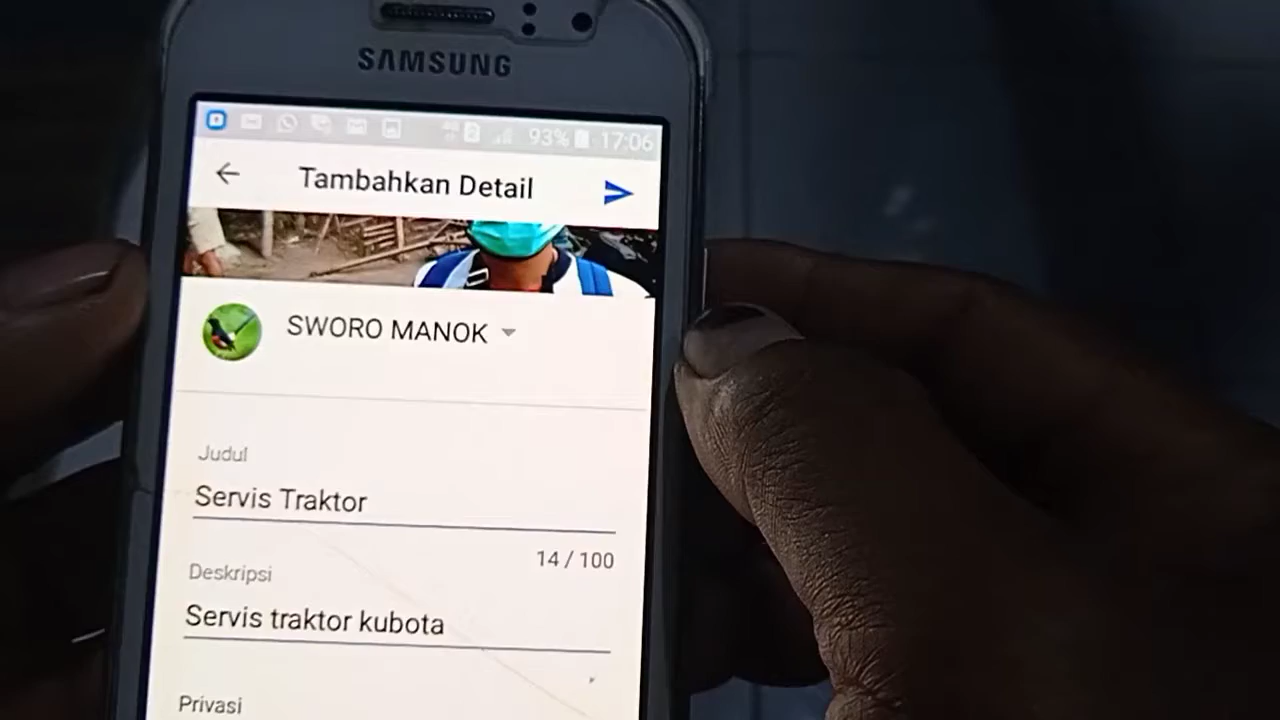 SAMSUNG
93% 17:06
Tambahkan Detail
SWORO MANOK
Judul
Servis Traktor
14 / 100
Deskripsi
Servis traktor kubota
Privasi